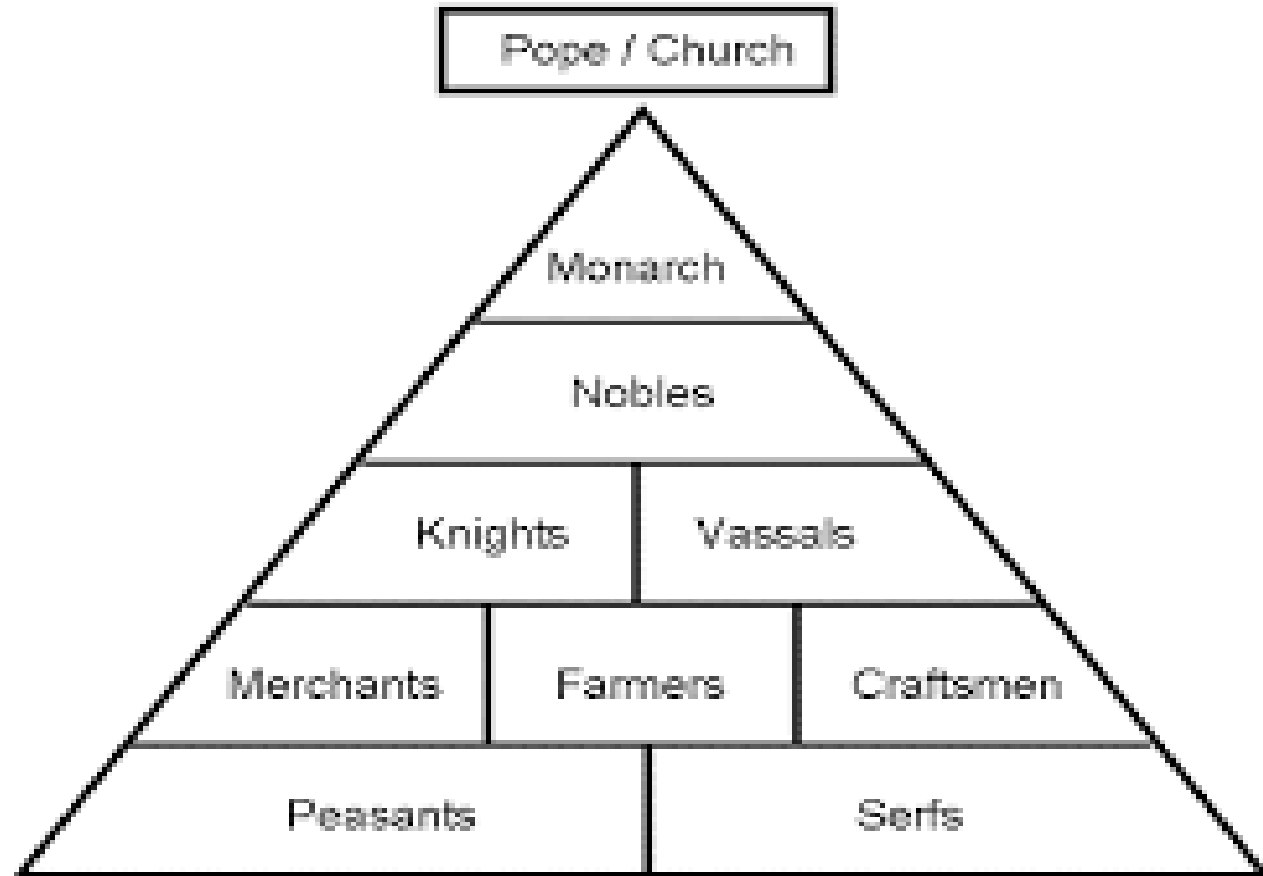 Pope / Church
Monarch
Nobles
Knights Vassals
Merchants Farmers Craftsmen
Peasants Serfs